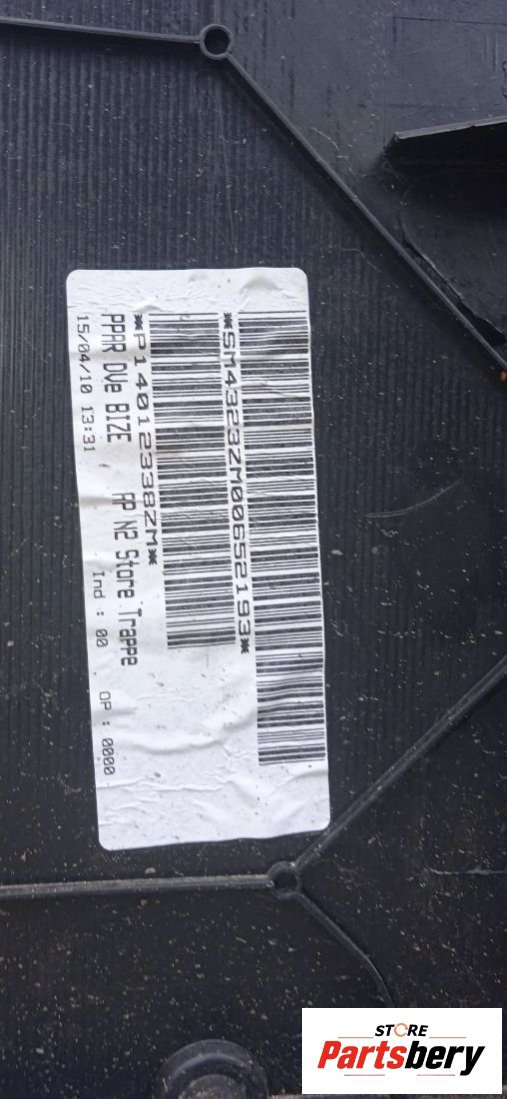 *SM4323ZM00652193*
*P14012338ZM*
PPAR DVe BIZE AP N2 Store Trappe
15/04/10 13:31 Ind : 00 OP : 0000
STORE
Partsbery